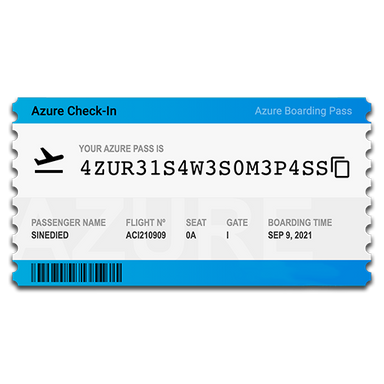 Azure Check-In Azure Boarding Pass
YOUR AZURE PASS IS
4ZUR31S4W3S0M3P4SS
PASSENGER NAME FLIGHT Nº SEAT GATE BOARDING TIME
SINEDIED ACI210909 0A I SEP 9, 2021
AZURE